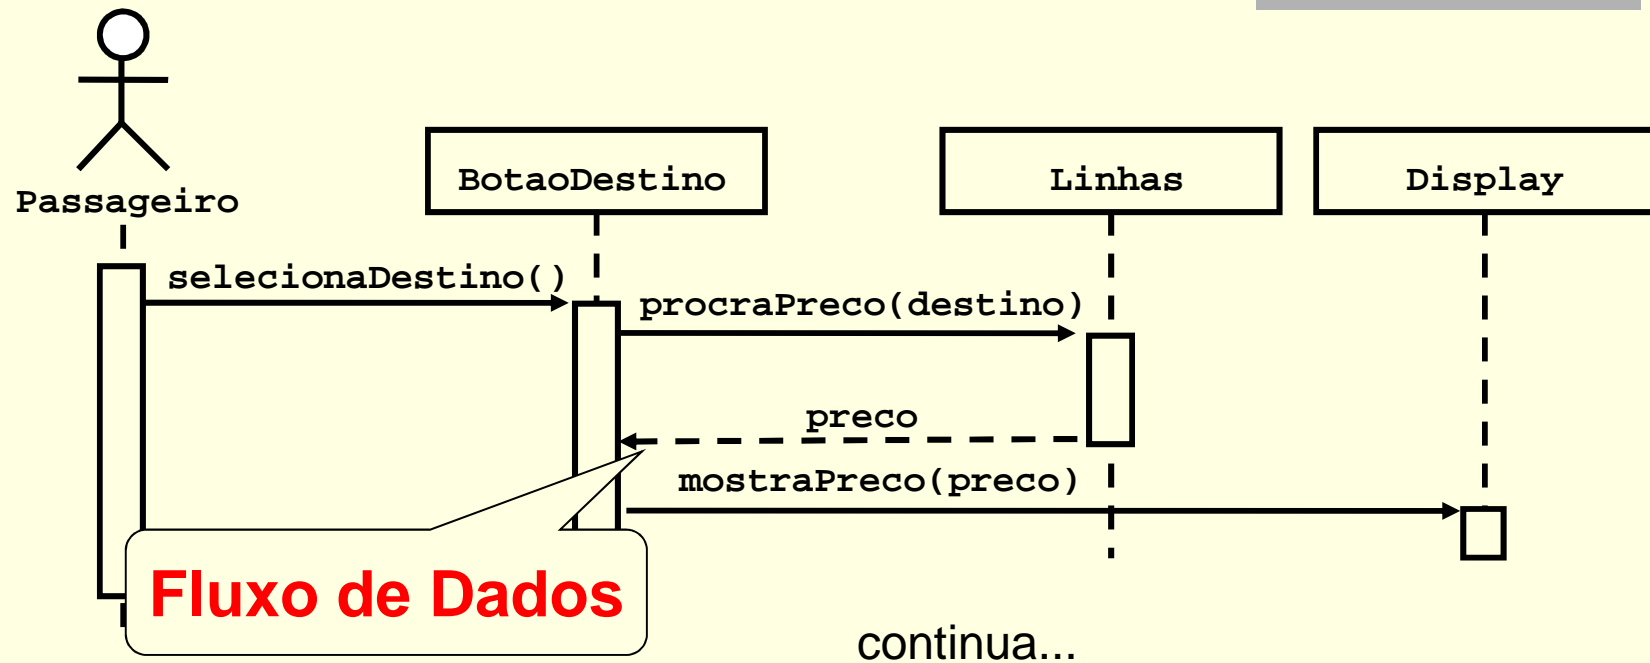 Passageiro
BotaoDestino
Linhas
Display
selecionaDestino()
procraPreco(destino)
preco
mostraPreco(preco)
Fluxo de Dados
continua...